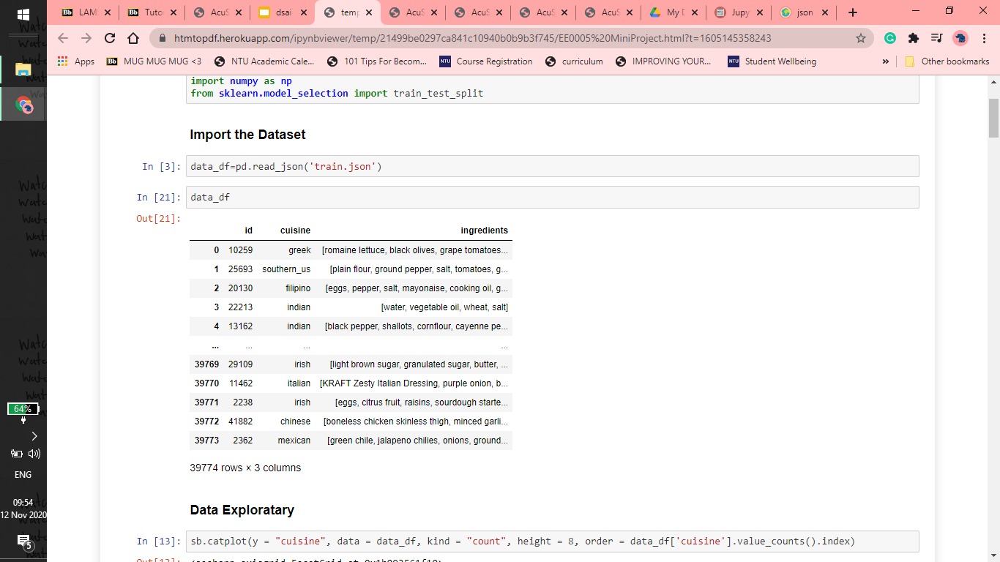 LAM
Tuto
AcuS
dsai
temp
AcuS
AcuS
AcuS
AcuS
My D
Jupy
json
htmtopdf.herokuapp.com/ipynbviewer/temp/21499be0297ca841c10940b0b9b3f745/EE0005%20MiniProject.html?t=1605145358243
Apps
Bb MUG MUG MUG <3
NTU Academic Cale...
101 Tips For Becom...
NTU Course Registration
curriculum
IMPROVING YOUR...
NTU Student Wellbeing
»
Other bookmarks
import numpy as np
from sklearn.model_selection import train_test_split
Import the Dataset
In [3]: data_df=pd.read_json('train.json')
In [21]: data_df
Out[21]:
id cuisine ingredients
0 10259 greek [romaine lettuce, black olives, grape tomatoes...
1 25693 southern_us [plain flour, ground pepper, salt, tomatoes, g...
2 20130 filipino [eggs, pepper, salt, mayonaise, cooking oil, g...
3 22213 indian [water, vegetable oil, wheat, salt]
4 13162 indian [black pepper, shallots, cornflour, cayenne pe...
... ... ... ...
39769 29109 irish [light brown sugar, granulated sugar, butter, ...
39770 11462 italian [KRAFT Zesty Italian Dressing, purple onion, b...
39771 2238 irish [eggs, citrus fruit, raisins, sourdough starte...
39772 41882 chinese [boneless chicken skinless thigh, minced garli...
39773 2362 mexican [green chile, jalapeno chilies, onions, ground...
39774 rows × 3 columns
Data Exploratary
In [13]: sb.catplot(y = "cuisine", data = data_df, kind = "count", height = 8, order = data_df['cuisine'].value_counts().index)
64%
ENG
09:54
12 Nov 2020
5